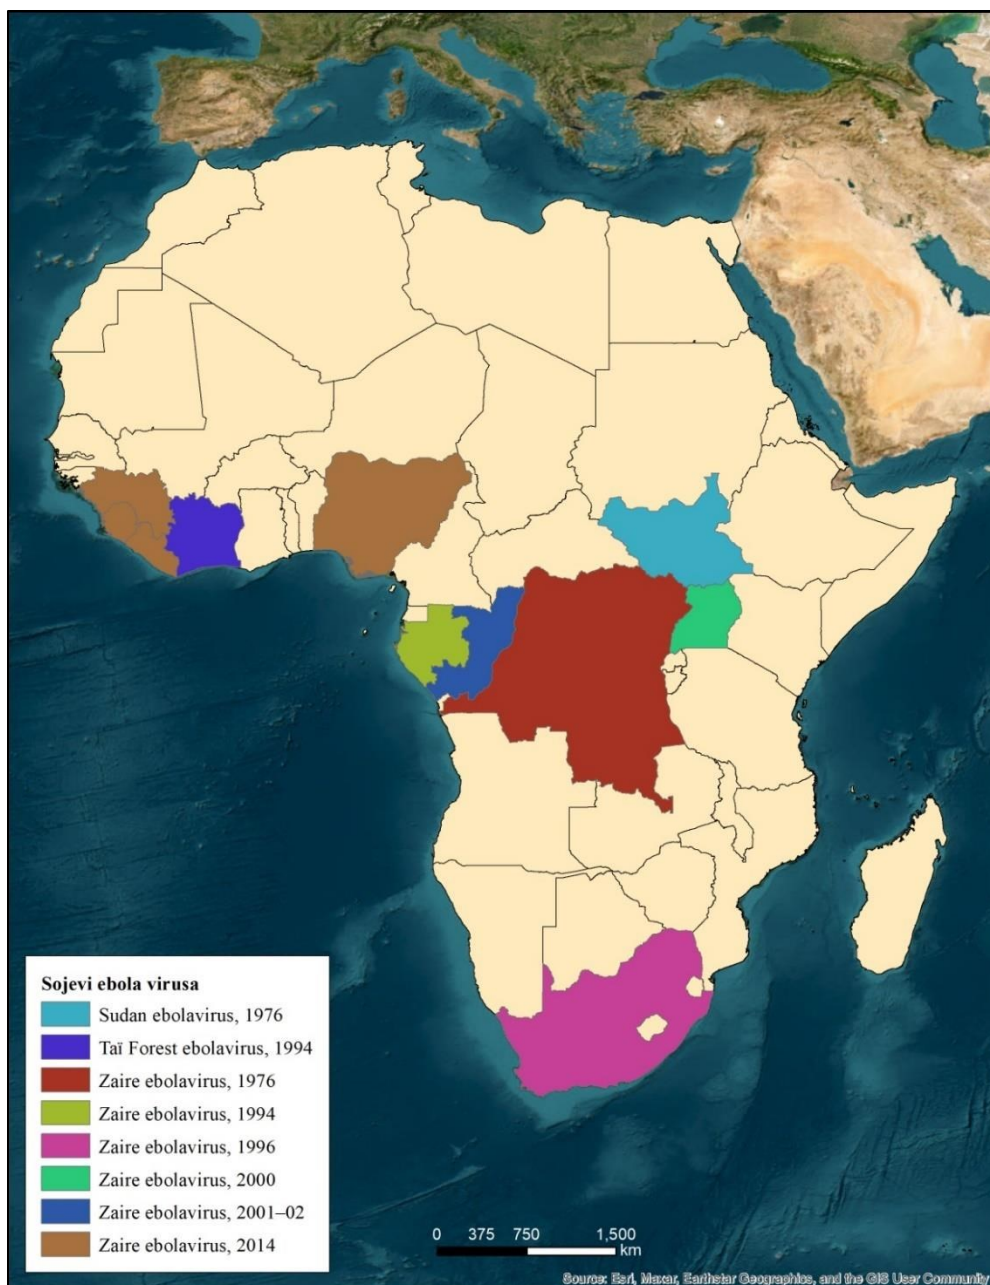 Sojevi ebola virusa
Sudan ebolavirus, 1976
Taï Forest ebolavirus, 1994
Zaire ebolavirus, 1976
Zaire ebolavirus, 1994
Zaire ebolavirus, 1996
Zaire ebolavirus, 2000
Zaire ebolavirus, 2001–02
Zaire ebolavirus, 2014
0 375 750 1,500
km
Source: Esri, Maxar, Earthstar Geographics, and the GIS User Community